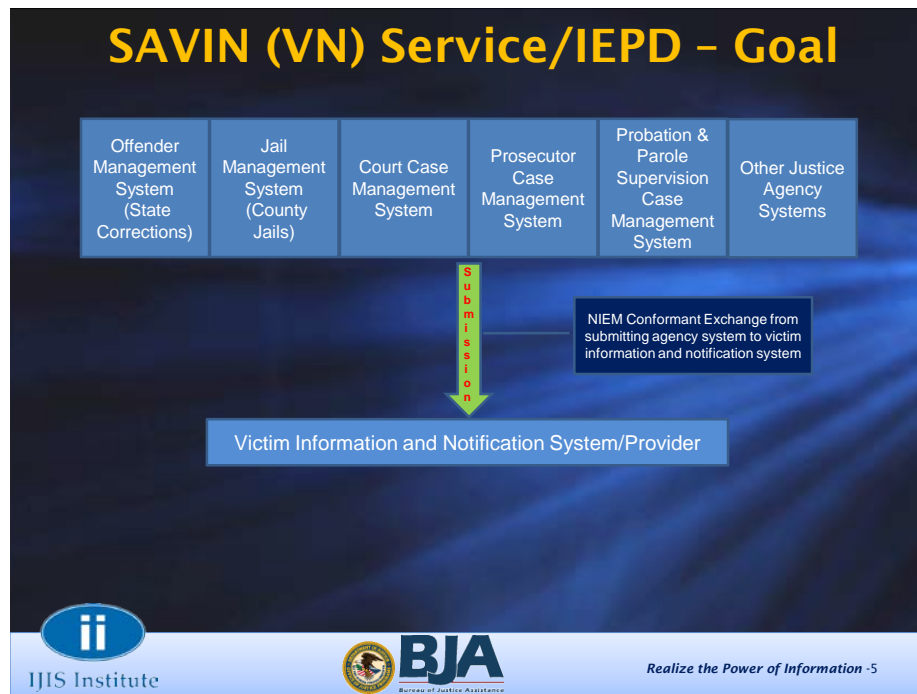 SAVIN (VN) Service/IEPD – Goal
Offender
Management
System
(State
Corrections)
Jail
Management
System
(County
Jails)
Court Case
Management
System
Prosecutor
Case
Management
System
Probation &
Parole
Supervision
Case
Management
System
Other Justice
Agency
Systems
Submission
NIEM Conformant Exchange from
submitting agency system to victim
information and notification system
Victim Information and Notification System/Provider
ii
IJIS Institute
BJA
Bureau of Justice Assistance
Realize the Power of Information -5